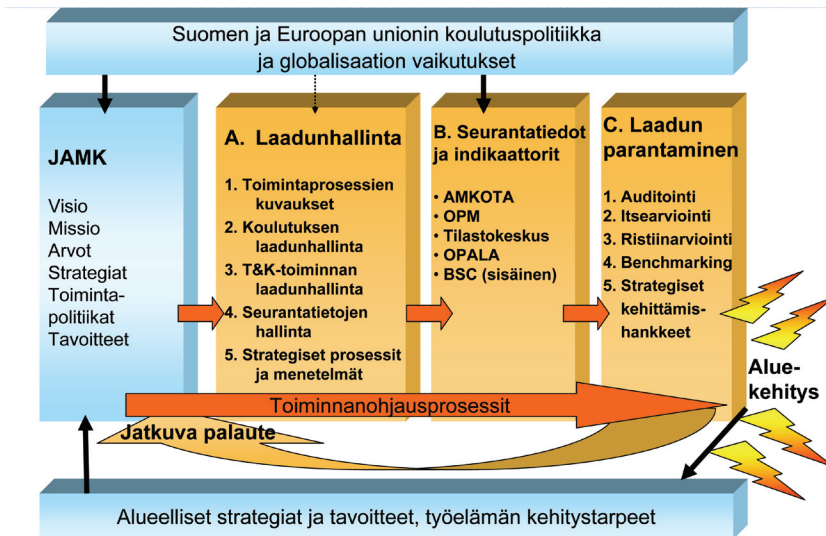 Suomen ja Euroopan unionin koulutuspolitiikka
ja globalisaation vaikutukset
JAMK
Visio
Missio
Arvot
Strategiat
Toiminta-
politiikat
Tavoitteet
A. Laadunhallinta
1. Toimintaprosessien
kuvaukset
2. Koulutuksen
laadunhallinta
3. T&K-toiminnan
laadunhallinta
4. Seurantatietojen
hallinta
5. Strategiset prosessit
ja menetelmät
B. Seurantatiedot
ja indikaattorit
• AMKOTA
• OPM
• Tilastokeskus
• OPALA
• BSC (sisäinen)
C. Laadun
parantaminen
1. Auditointi
2. Itsearviointi
3. Ristiinarviointi
4. Benchmarking
5. Strategiset
kehittämis-
hankkeet
Alue-
kehitys
Toiminnanohjausprosessit
Jatkuva palaute
Alueelliset strategiat ja tavoitteet, työelämän kehitystarpeet